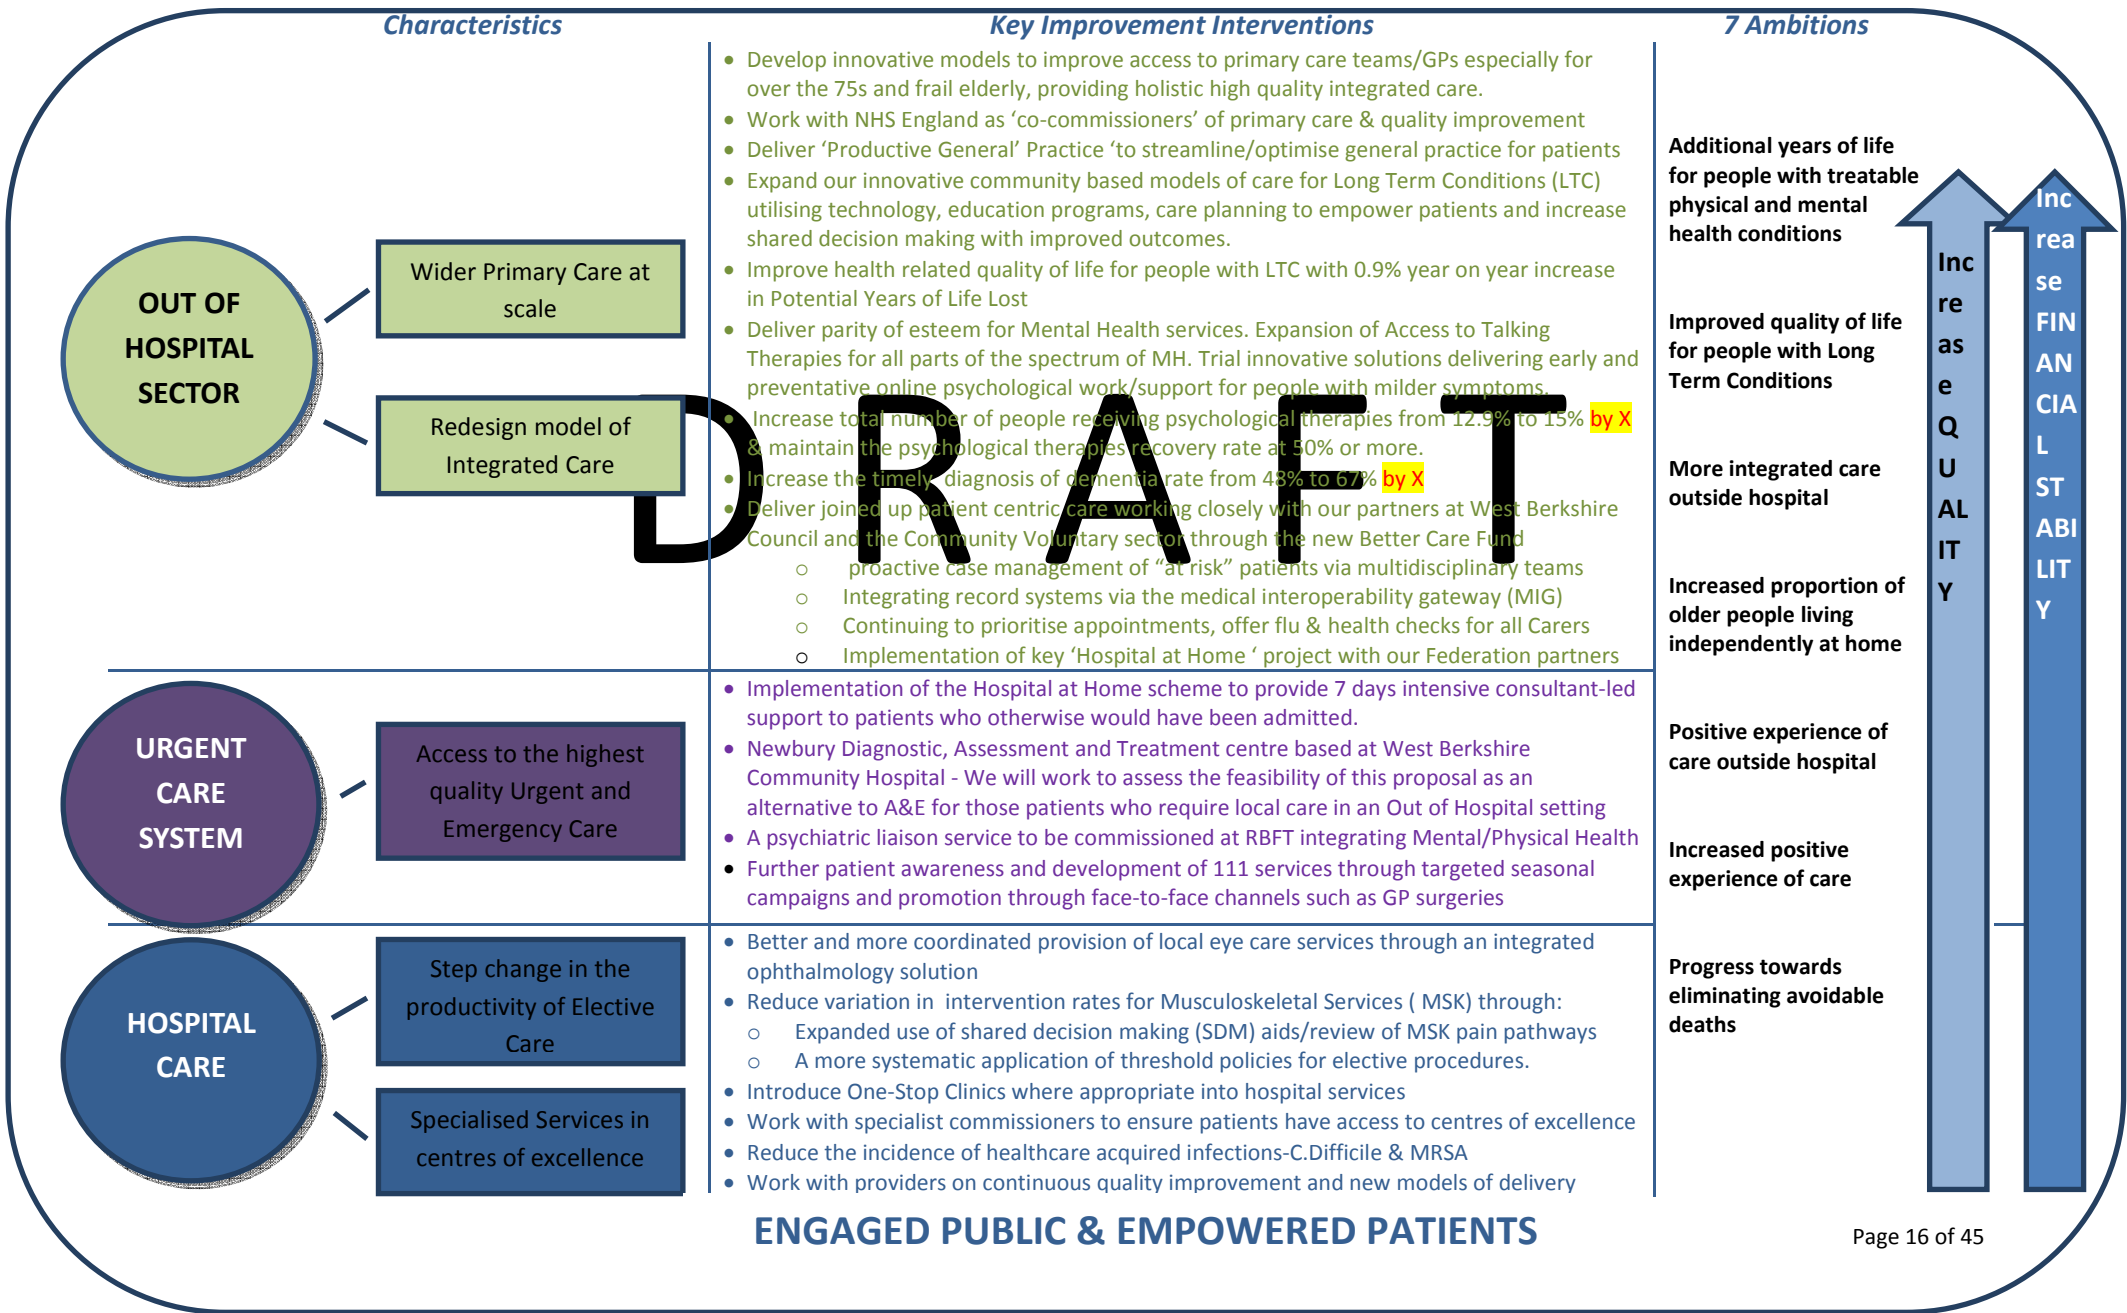 Characteristics
Key Improvement Interventions
7 Ambitions
OUT OF
HOSPITAL
SECTOR
Wider Primary Care at
scale
Redesign model of
Integrated Care
• Develop innovative models to improve access to primary care teams/GPs especially for
over the 75s and frail elderly, providing holistic high quality integrated care.
• Work with NHS England as ‘co-commissioners’ of primary care & quality improvement
• Deliver ‘Productive General’ Practice ‘to streamline/optimise general practice for patients
• Expand our innovative community based models of care for Long Term Conditions (LTC)
utilising technology, education programs, care planning to empower patients and increase
shared decision making with improved outcomes.
• Improve health related quality of life for people with LTC with 0.9% year on year increase
in Potential Years of Life Lost
• Deliver parity of esteem for Mental Health services. Expansion of Access to Talking
Therapies for all parts of the spectrum of MH. Trial innovative solutions delivering early and
preventative online psychological work/support for people with milder symptoms.
• Increase total number of people receiving psychological therapies from 12.9% to 15% by X
& maintain the psychological therapies recovery rate at 50% or more.
• Increase the timely diagnosis of dementia rate from 48% to 67% by X
• Deliver joined up patient centric care working closely with our partners at West Berkshire
Council and the Community Voluntary sector through the new Better Care Fund
o proactive case management of “at risk” patients via multidisciplinary teams
o Integrating record systems via the medical interoperability gateway (MIG)
o Continuing to prioritise appointments, offer flu & health checks for all Carers
o Implementation of key ‘Hospital at Home ‘ project with our Federation partners
DRAFT
URGENT
CARE
SYSTEM
Access to the highest
quality Urgent and
Emergency Care
• Implementation of the Hospital at Home scheme to provide 7 days intensive consultant-led
support to patients who otherwise would have been admitted.
• Newbury Diagnostic, Assessment and Treatment centre based at West Berkshire
Community Hospital - We will work to assess the feasibility of this proposal as an
alternative to A&E for those patients who require local care in an Out of Hospital setting
• A psychiatric liaison service to be commissioned at RBFT integrating Mental/Physical Health
• Further patient awareness and development of 111 services through targeted seasonal
campaigns and promotion through face-to-face channels such as GP surgeries
HOSPITAL
CARE
Step change in the
productivity of Elective
Care
Specialised Services in
centres of excellence
• Better and more coordinated provision of local eye care services through an integrated
ophthalmology solution
• Reduce variation in intervention rates for Musculoskeletal Services ( MSK) through:
o Expanded use of shared decision making (SDM) aids/review of MSK pain pathways
o A more systematic application of threshold policies for elective procedures.
• Introduce One-Stop Clinics where appropriate into hospital services
• Work with specialist commissioners to ensure patients have access to centres of excellence
• Reduce the incidence of healthcare acquired infections-C.Difficile & MRSA
• Work with providers on continuous quality improvement and new models of delivery
Additional years of life
for people with treatable
physical and mental
health conditions
Improved quality of life
for people with Long
Term Conditions
More integrated care
outside hospital
Increased proportion of
older people living
independently at home
Positive experience of
care outside hospital
Increased positive
experience of care
Progress towards
eliminating avoidable
deaths
Inc
re
as
e
Q
U
AL
IT
Y
Inc
rea
se
FIN
AN
CIA
L
ST
ABI
LIT
Y
ENGAGED PUBLIC & EMPOWERED PATIENTS
Page 16 of 45